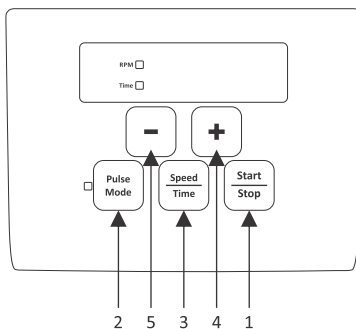 RPM
Time
- +
Pulse
Mode
Speed
Time
Start
Stop
2 5 3 4 1